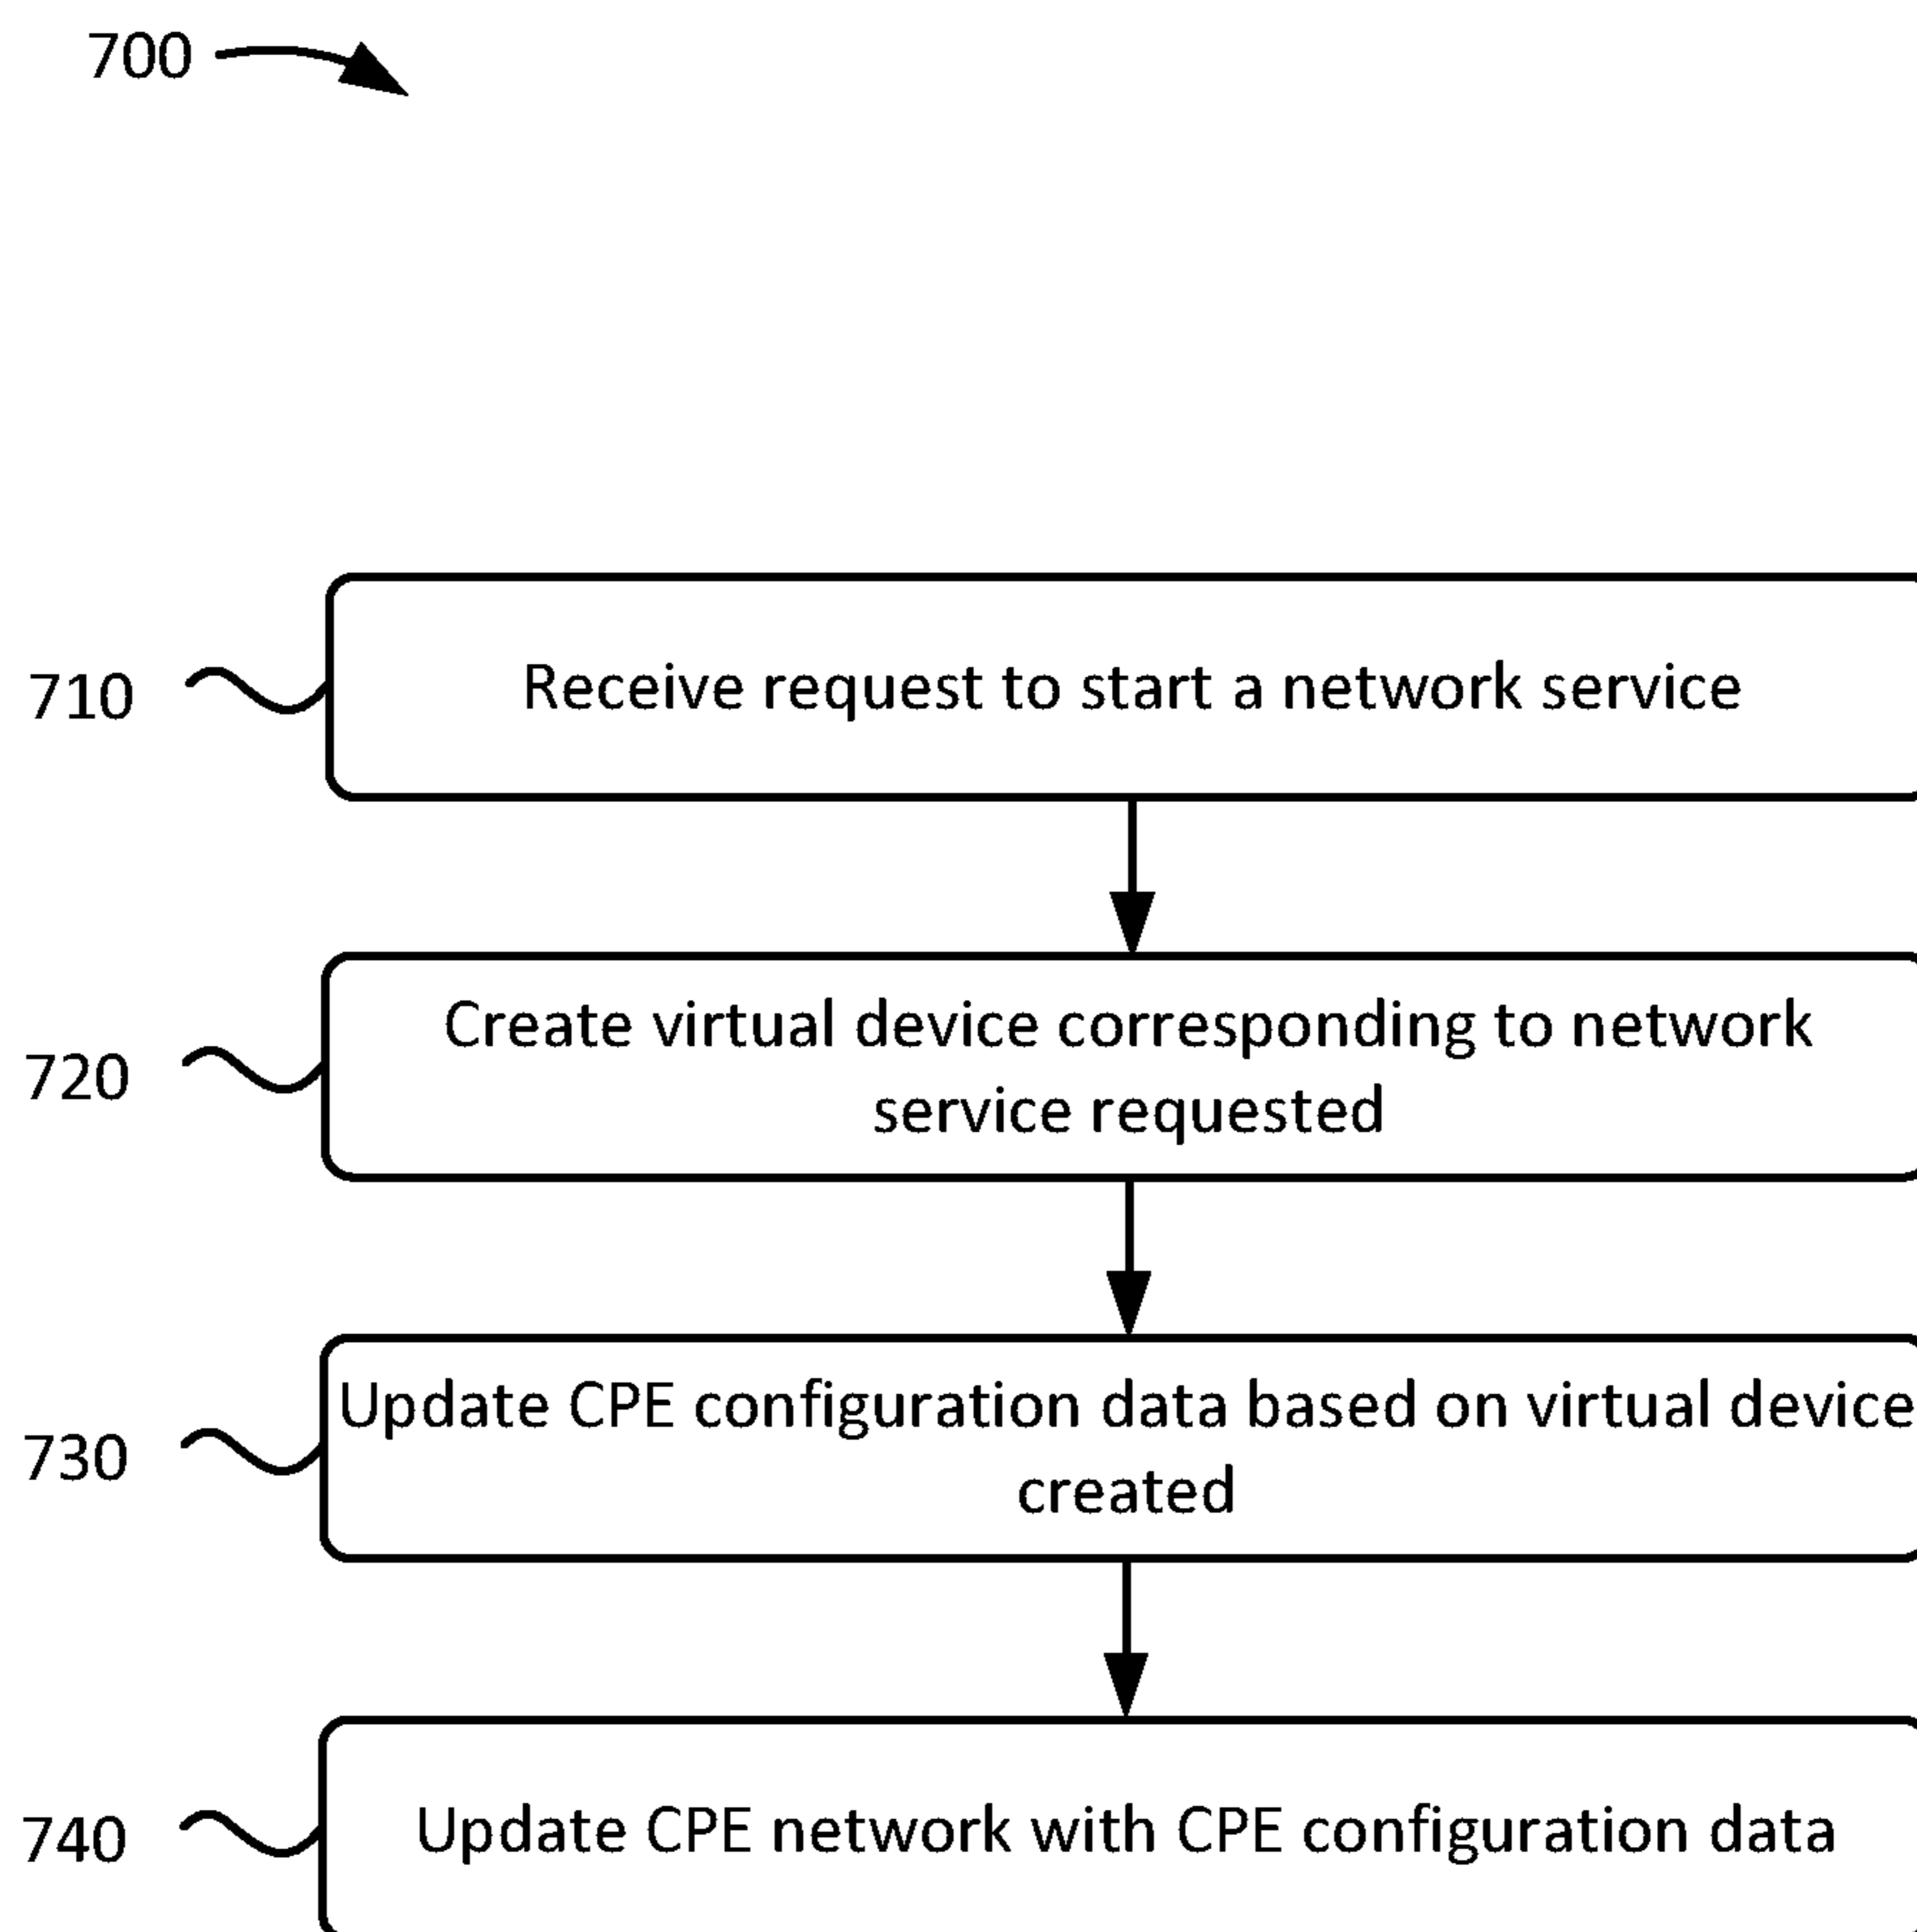 700
710
Receive request to start a network service
720
Create virtual device corresponding to network
service requested
730
Update CPE configuration data based on virtual device
created
740
Update CPE network with CPE configuration data